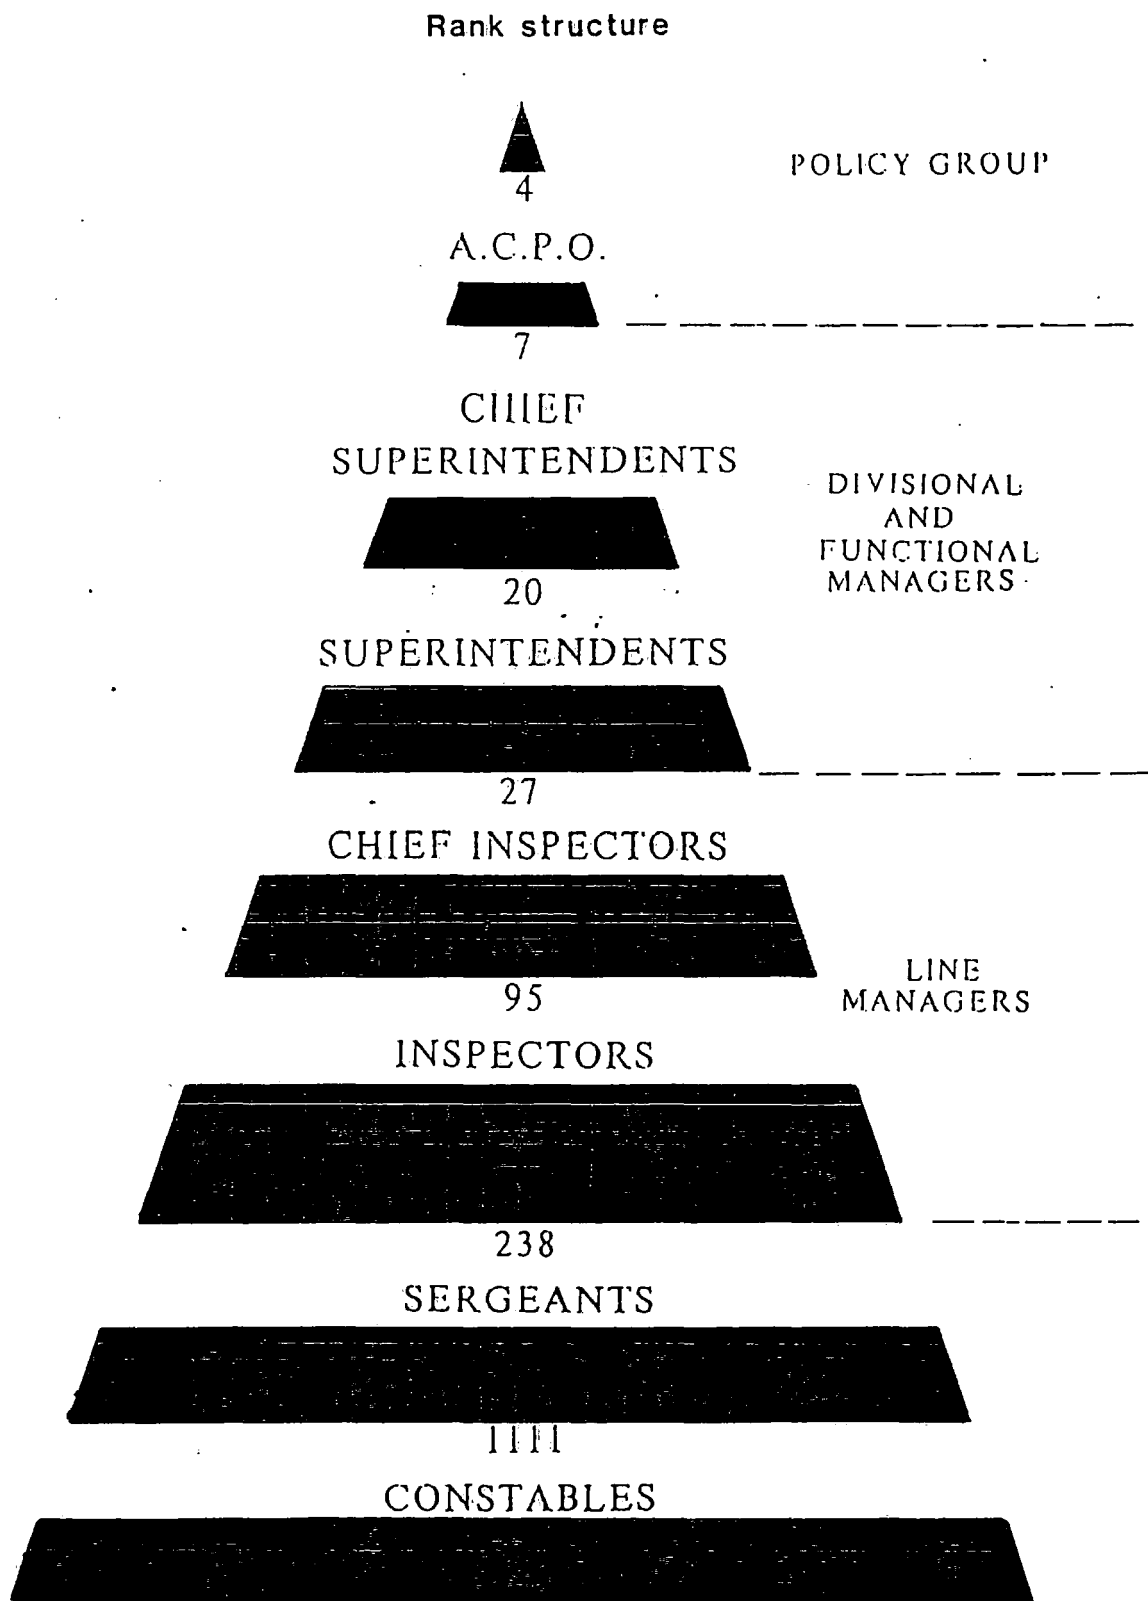 Rank structure
4
POLICY GROUP
A.C.P.O.
7
CHIEF
SUPERINTENDENTS
DIVISIONAL
AND
FUNCTIONAL
MANAGERS
20
SUPERINTENDENTS
27
CHIEF INSPECTORS
95
LINE
MANAGERS
INSPECTORS
238
SERGEANTS
1111
CONSTABLES